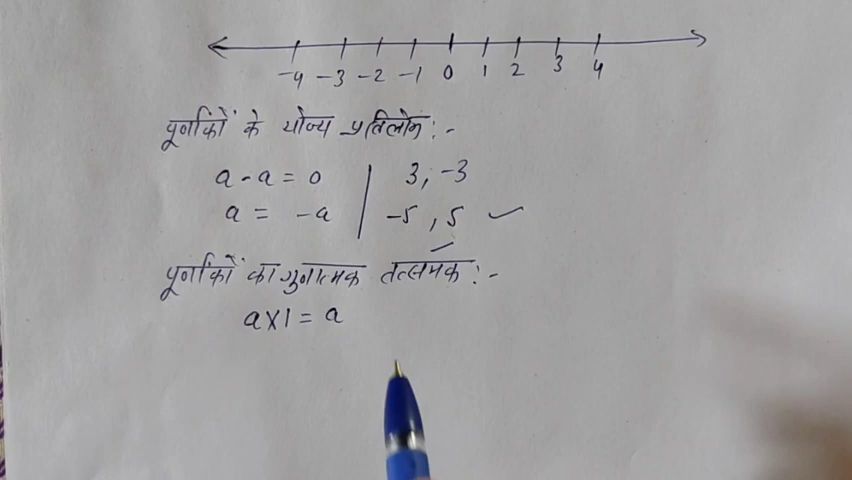 -4 -3 -2 -1 0 1 2 3 4
पूर्णांकों के योज्य प्रतिलोम:-
a - a = 0 | 3, -3
a = -a | -5, 5 ✓
पूर्णांकों का गुणात्मक तत्समक:-
a×1 = a